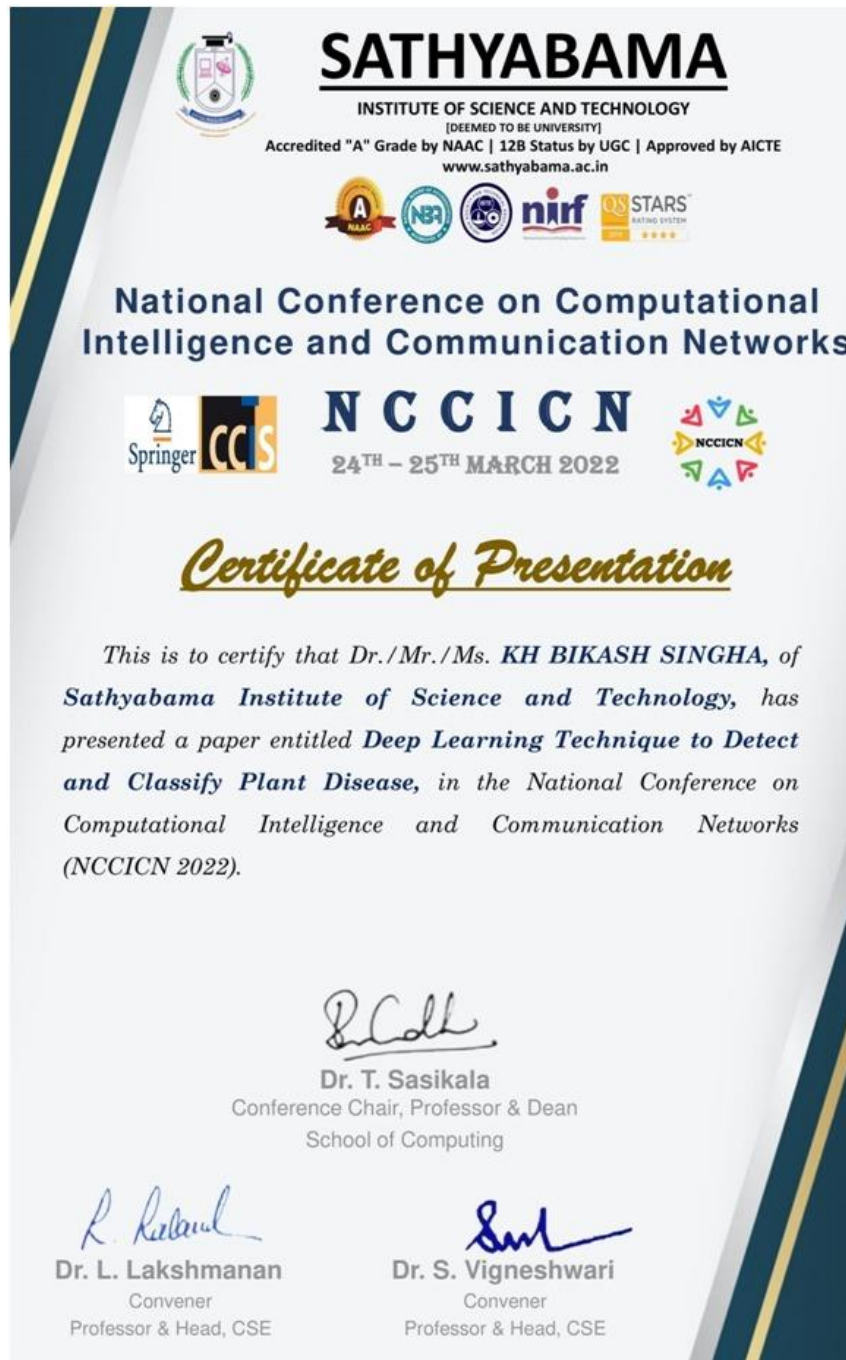 SATHYABAMA
INSTITUTE OF SCIENCE AND TECHNOLOGY
[DEEMED TO BE UNIVERSITY]
Accredited "A" Grade by NAAC | 12B Status by UGC | Approved by AICTE
www.sathyabama.ac.in
A
NAAC
NBA
nirf
QS STARS
RATING SYSTEM
National Conference on Computational
Intelligence and Communication Networks
Springer
CCIS
NCCICN
24TH – 25TH MARCH 2022
NCCICN
Certificate of Presentation
This is to certify that Dr./Mr./Ms. KH BIKASH SINGHA, of
Sathyabama Institute of Science and Technology, has
presented a paper entitled Deep Learning Technique to Detect
and Classify Plant Disease, in the National Conference on
Computational Intelligence and Communication Networks
(NCCICN 2022).
Dr. T. Sasikala
Conference Chair, Professor & Dean
School of Computing
Dr. L. Lakshmanan
Convener
Professor & Head, CSE
Dr. S. Vigneshwari
Convener
Professor & Head, CSE